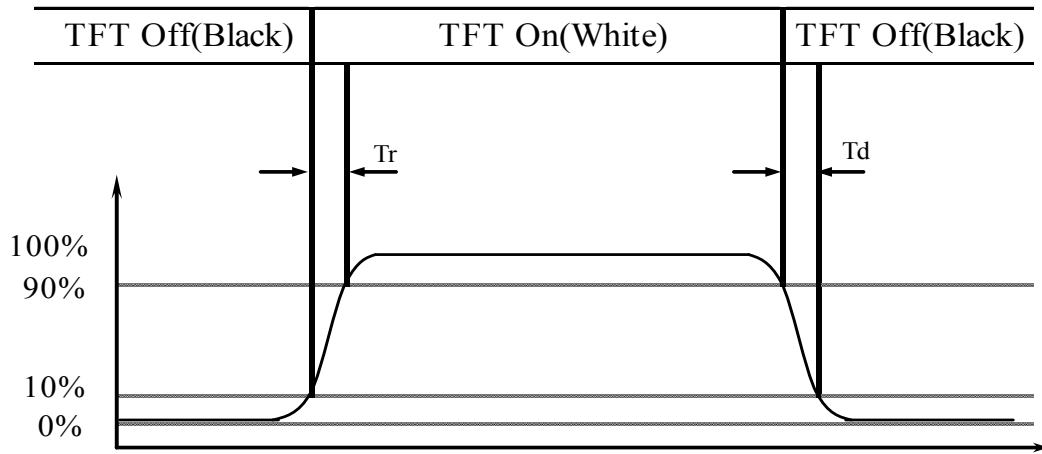 TFT Off(Black) TFT On(White) TFT Off(Black)
Tr Td
100%
90%
10%
0%